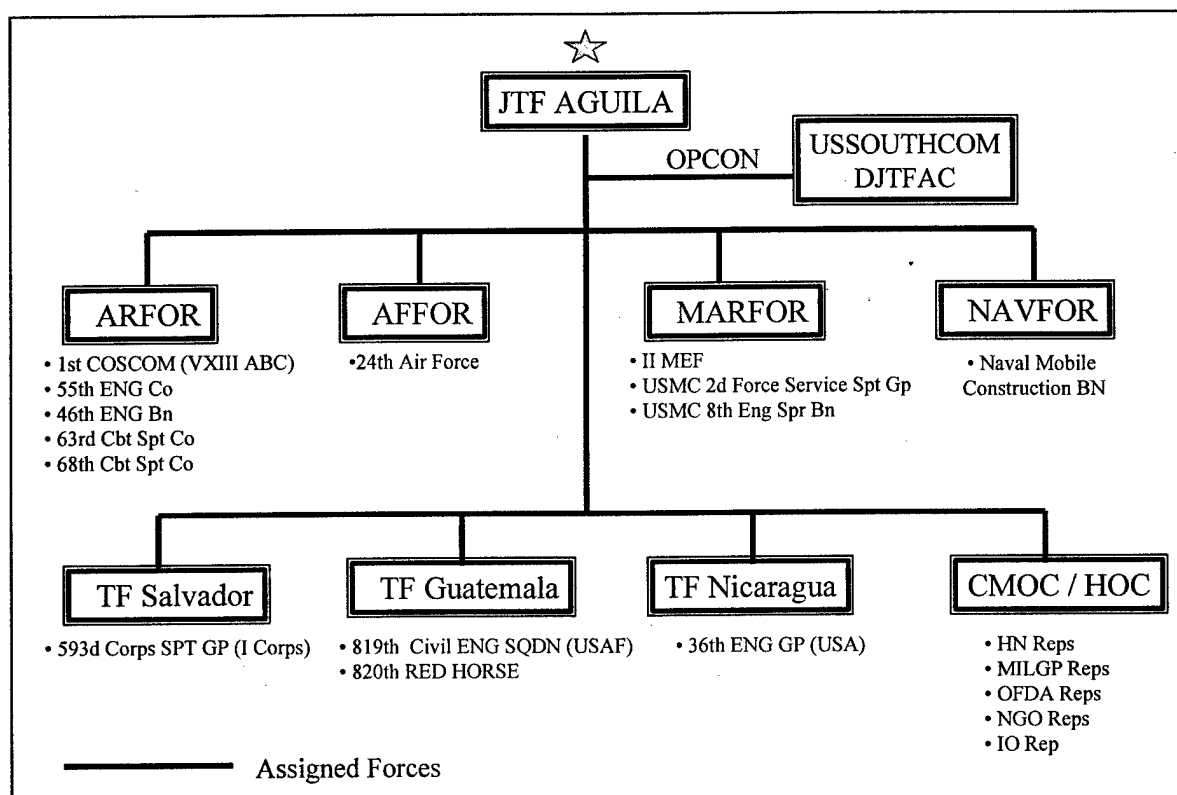 JTF AGUILA
OPCON
USSOUTHCOM
DJTFAC
ARFOR
• 1st COSCOM (VXIII ABC)
• 55th ENG Co
• 46th ENG Bn
• 63rd Cbt Spt Co
• 68th Cbt Spt Co
AFFOR
•24th Air Force
MARFOR
• II MEF
• USMC 2d Force Service Spt Gp
• USMC 8th Eng Spr Bn
NAVFOR
• Naval Mobile
Construction BN
TF Salvador
• 593d Corps SPT GP (I Corps)
TF Guatemala
• 819th Civil ENG SQDN (USAF)
• 820th RED HORSE
TF Nicaragua
• 36th ENG GP (USA)
CMOC / HOC
• HN Reps
• MILGP Reps
• OFDA Reps
• NGO Reps
• IO Rep
Assigned Forces